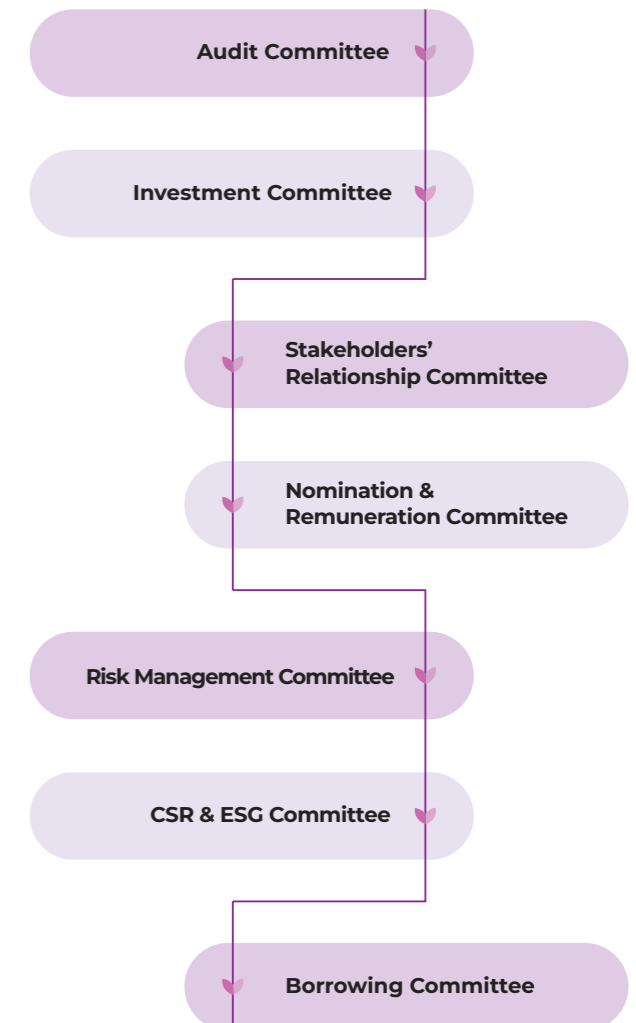 Audit Committee
Investment Committee
Stakeholders’
Relationship Committee
Nomination &
Remuneration Committee
Risk Management Committee
CSR & ESG Committee
Borrowing Committee